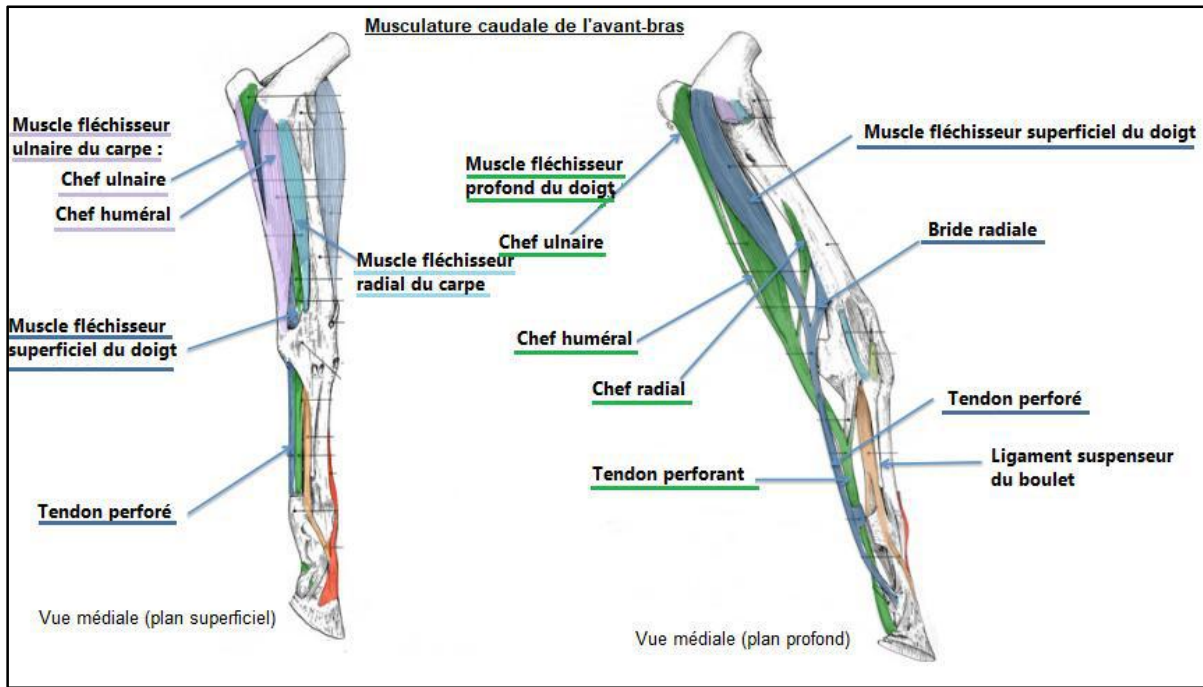 Musculature caudale de l'avant-bras
Muscle fléchisseur
ulnaire du carpe :
Chef ulnaire
Chef huméral
Muscle fléchisseur
radial du carpe
Muscle fléchisseur
superficiel du doigt
Tendon perforé
Vue médiale (plan superficiel)
Muscle fléchisseur superficiel du doigt
Muscle fléchisseur
profond du doigt
Chef ulnaire
Bride radiale
Chef huméral
Chef radial
Tendon perforé
Tendon perforant
Ligament suspenseur
du boulet
Vue médiale (plan profond)